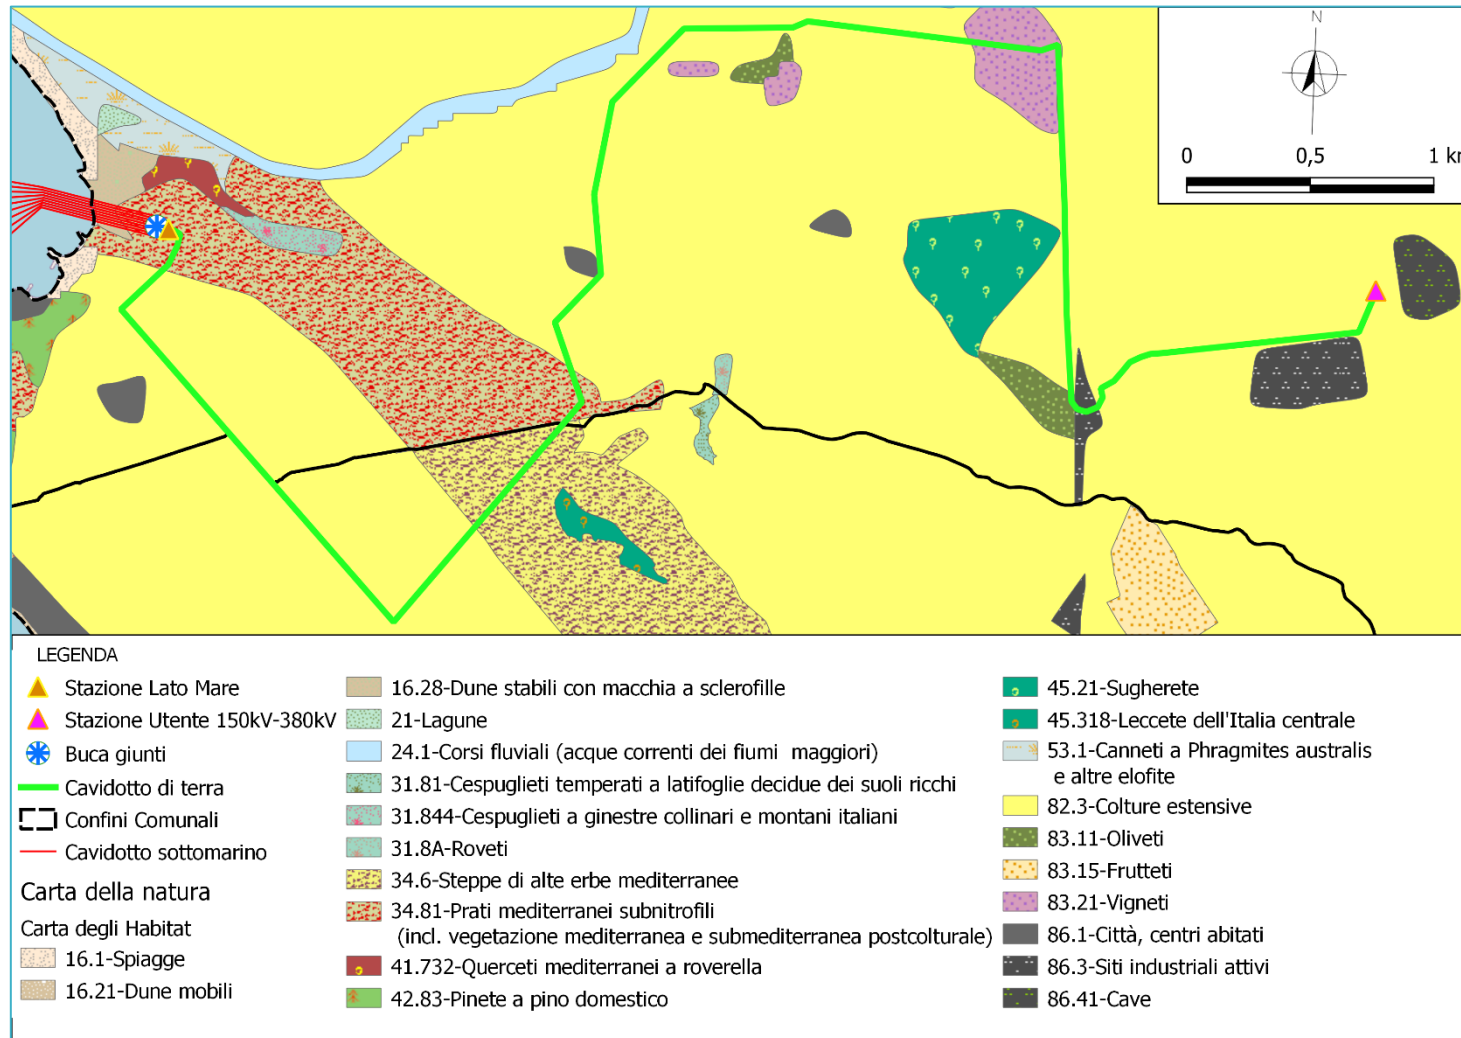 N
0 0,5 1 km
LEGENDA
Stazione Lato Mare
Stazione Utente 150kV-380kV
Buca giunti
Cavidotto di terra
Confini Comunali
Cavidotto sottomarino
Carta della natura
Carta degli Habitat
16.1-Spiagge
16.21-Dune mobili
16.28-Dune stabili con macchia a sclerofille
21-Lagune
24.1-Corsi fluviali (acque correnti dei fiumi maggiori)
31.81-Cespuglieti temperati a latifoglie decidue dei suoli ricchi
31.844-Cespuglieti a ginestre collinari e montani italiani
31.8A-Roveti
34.6-Steppe di alte erbe mediterranee
34.81-Prati mediterranei subnitrofili
(incl. vegetazione mediterranea e submediterranea postcolturale)
41.732-Querceti mediterranei a roverella
42.83-Pinete a pino domestico
45.21-Sugherete
45.318-Leccete dell'Italia centrale
53.1-Canneti a Phragmites australis
e altre elofite
82.3-Colture estensive
83.11-Oliveti
83.15-Frutteti
83.21-Vigneti
86.1-Città, centri abitati
86.3-Siti industriali attivi
86.41-Cave